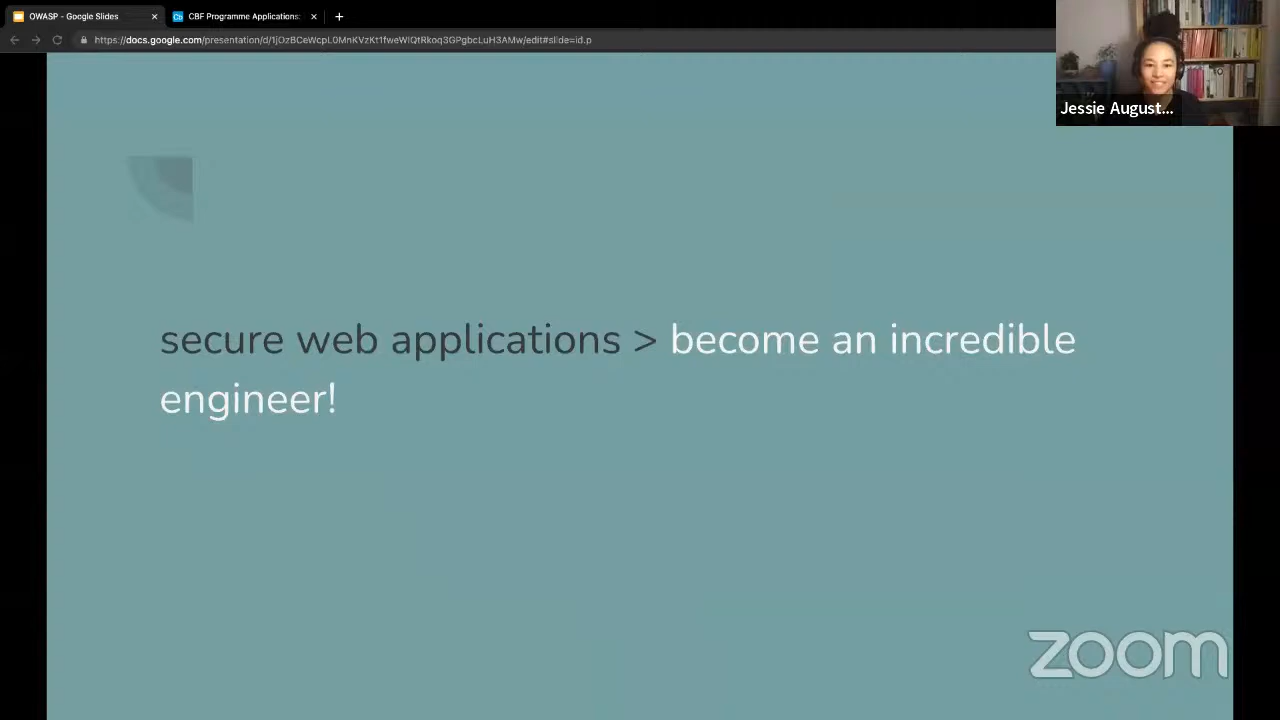 OWASP - Google Slides
CBF Programme Applications:
https://docs.google.com/presentation/d/1jOzBCeWcpL0MnKVzKt1fweWIQtRkoq3GPgbcLuH3AMw/edit#slide=id.p
Jessie August...
secure web applications > become an incredible
engineer!
zoom